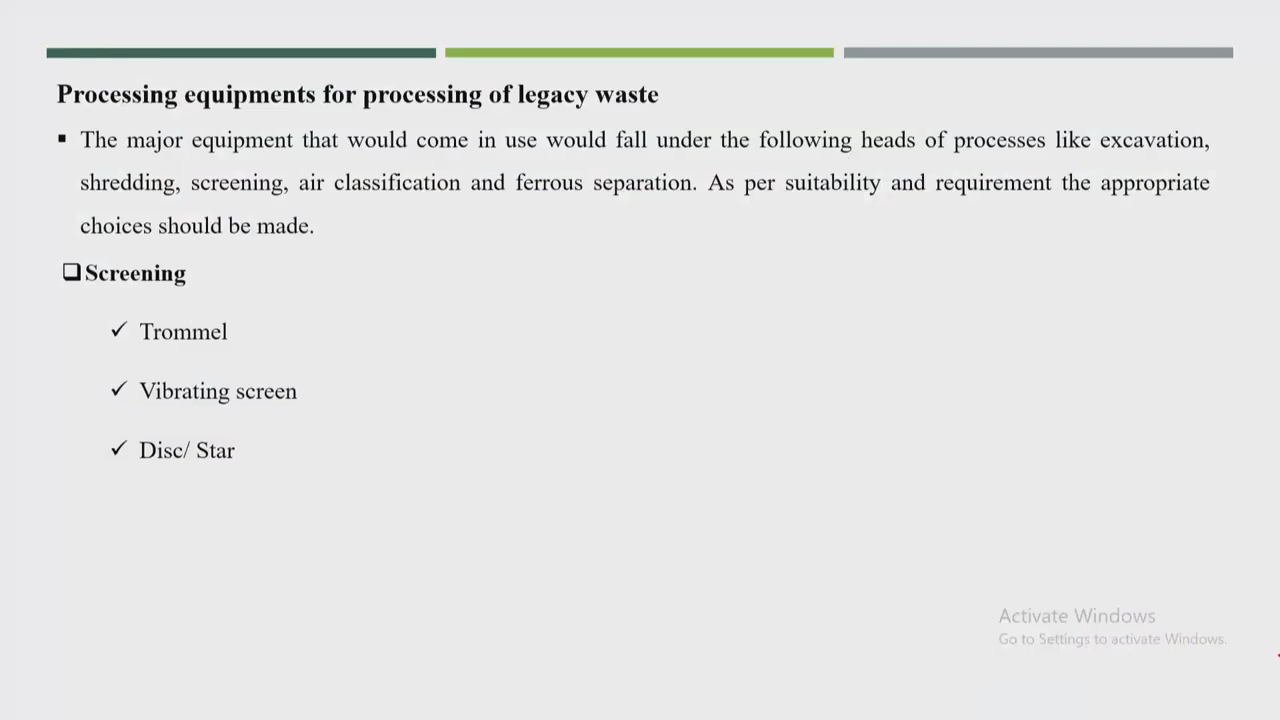 Processing equipments for processing of legacy waste
▪ The major equipment that would come in use would fall under the following heads of processes like excavation,
shredding, screening, air classification and ferrous separation. As per suitability and requirement the appropriate
choices should be made.
❑Screening
✓ Trommel
✓ Vibrating screen
✓ Disc/ Star
Activate Windows
Go to Settings to activate Windows.